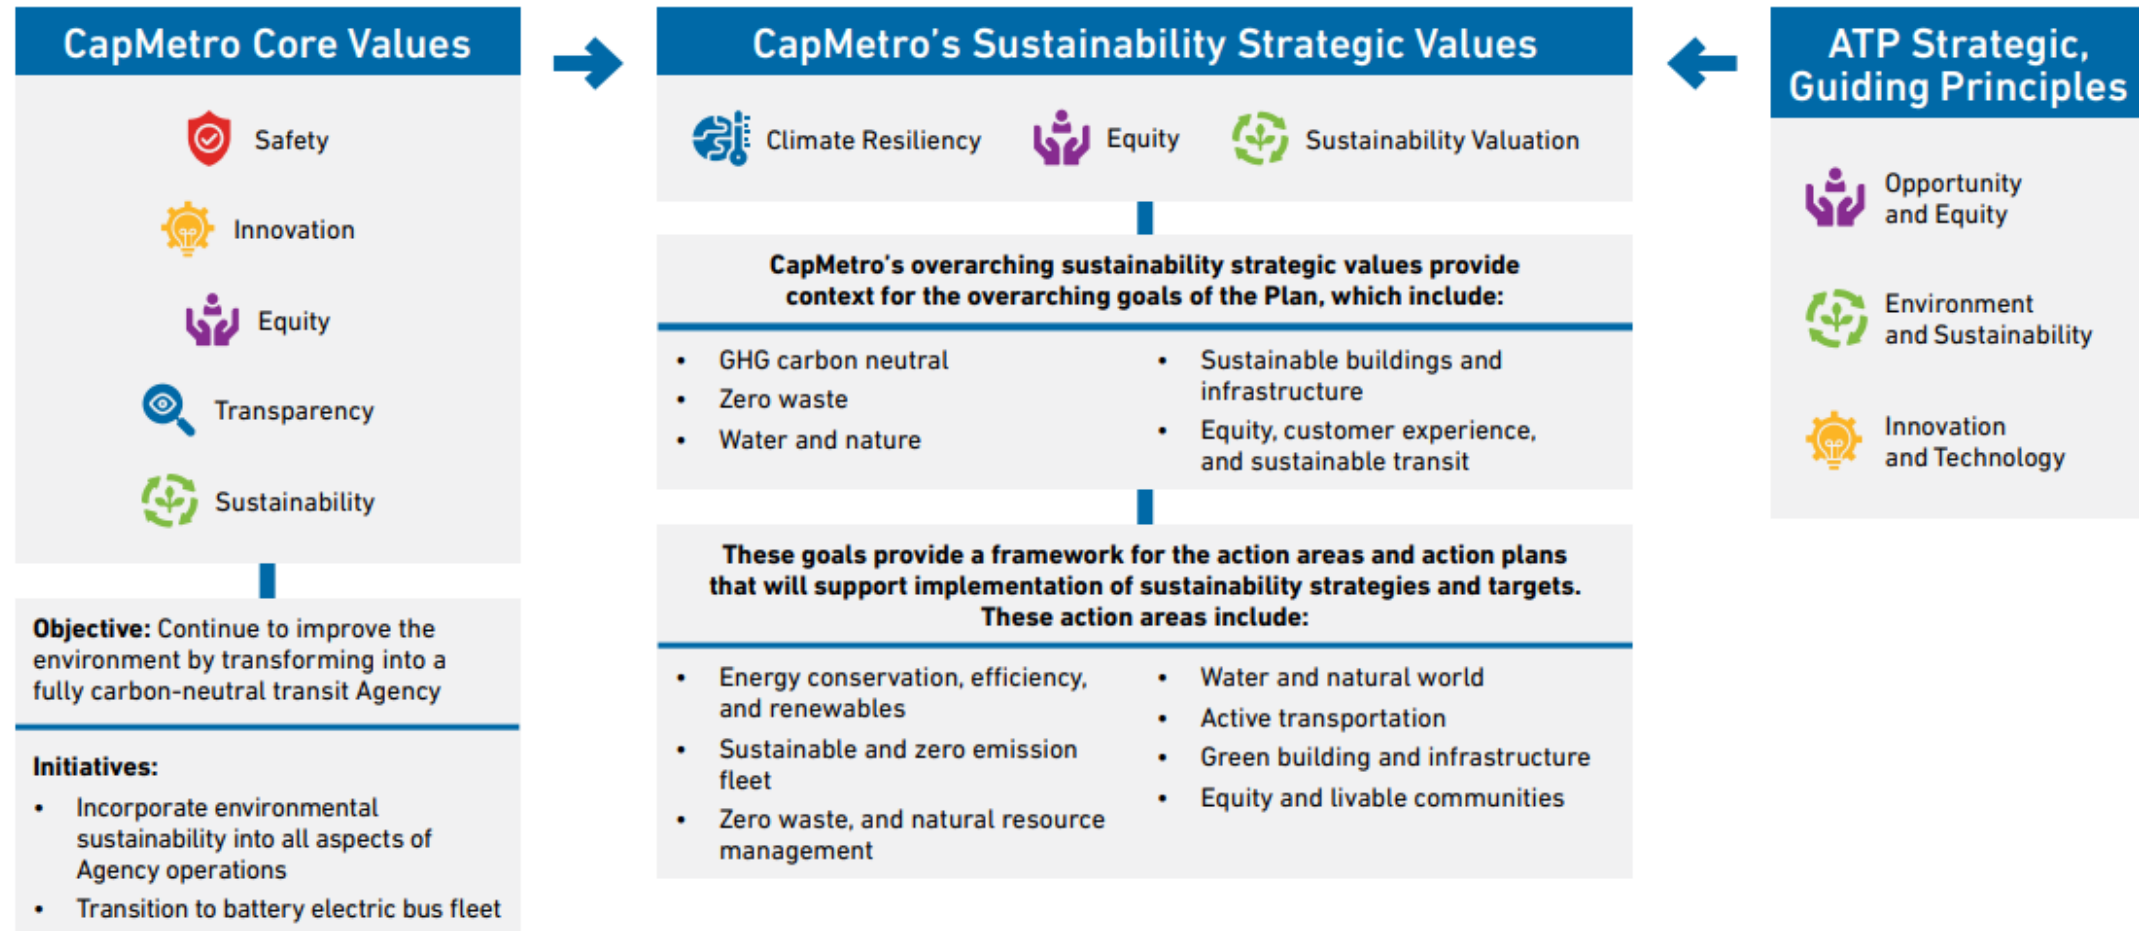 CapMetro Core Values
Safety
Innovation
Equity
Transparency
Sustainability
Objective: Continue to improve the
environment by transforming into a
fully carbon-neutral transit Agency
Initiatives:
• Incorporate environmental
sustainability into all aspects of
Agency operations
• Transition to battery electric bus fleet
CapMetro's Sustainability Strategic Values
Climate Resiliency
Equity
Sustainability Valuation
CapMetro's overarching sustainability strategic values provide
context for the overarching goals of the Plan, which include:
• GHG carbon neutral
• Zero waste
• Water and nature
• Sustainable buildings and
infrastructure
• Equity, customer experience,
and sustainable transit
These goals provide a framework for the action areas and action plans
that will support implementation of sustainability strategies and targets.
These action areas include:
• Energy conservation, efficiency,
and renewables
• Sustainable and zero emission
fleet
• Zero waste, and natural resource
management
• Water and natural world
• Active transportation
• Green building and infrastructure
• Equity and livable communities
ATP Strategic,
Guiding Principles
Opportunity
and Equity
Environment
and Sustainability
Innovation
and Technology